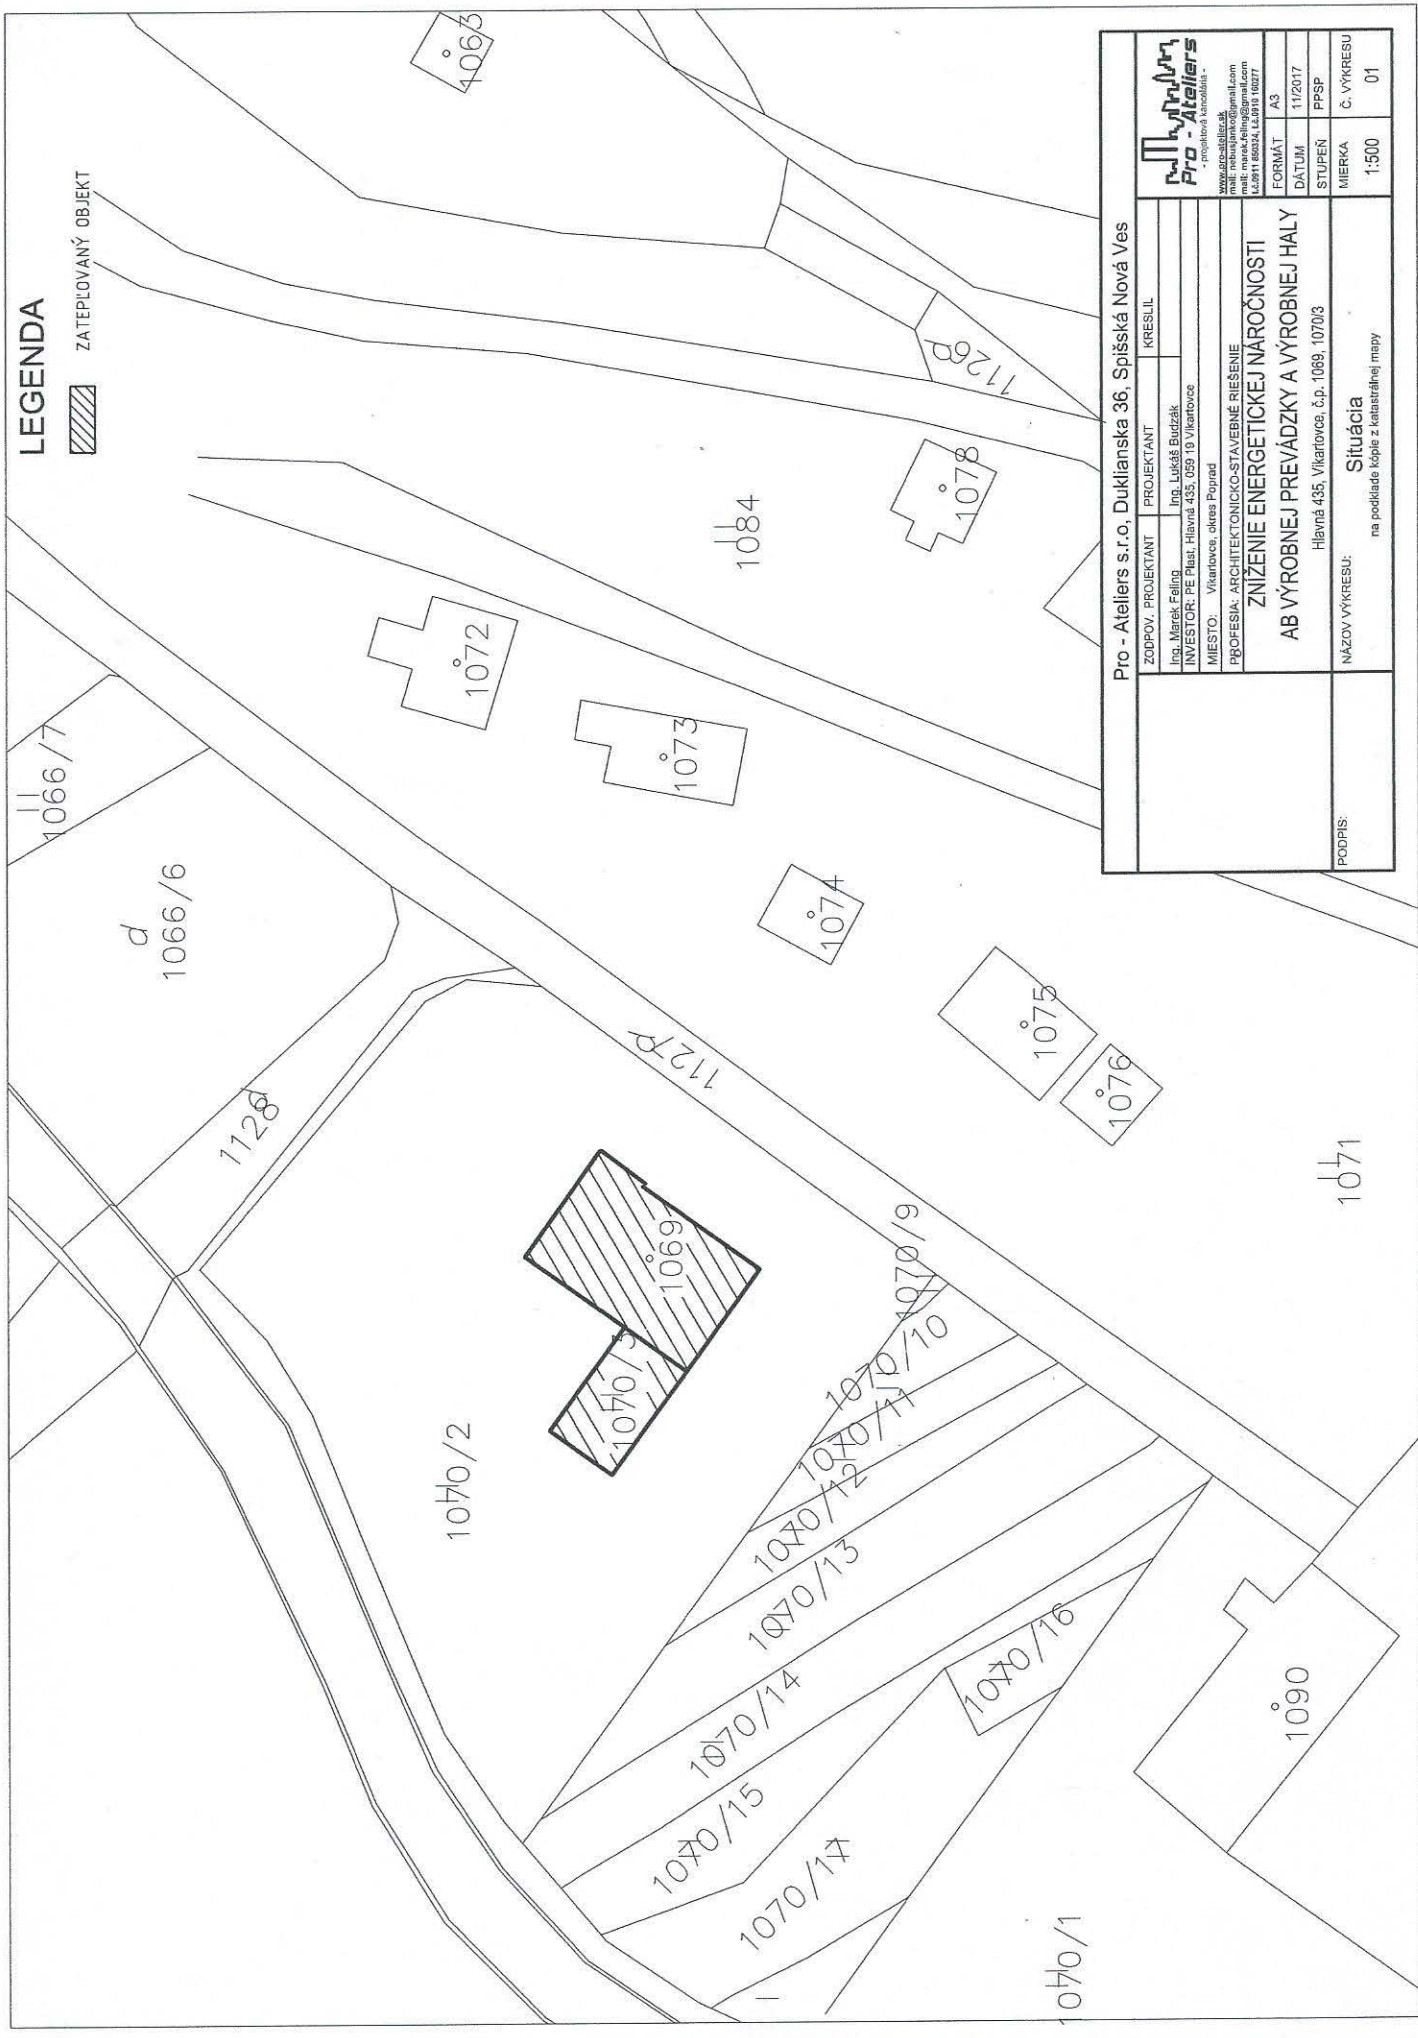 LEGENDA
ZATEPĽOVANÝ OBJEKT
1063
1066/7
1066/6
d
1072
1073
1084
1078
1126
d
1074
1075
1076
1128
d
1127
d
1069
1070/3
1070/2
1071
1070/9
1070/10
1070/11
1070/12
1070/13
1070/14
1070/15
1070/16
1070/17
1070/1
1090
Pro - Ateliers s.r.o, Duklianska 36, Spišská Nová Ves
ZODPOV. PROJEKTANT
PROJEKTANT
KRESLIL
Ing. Marek Feling
Ing. Lukáš Budzák
INVESTOR: PE Plast, Hlavná 435, 059 19 Vikartovce
MIESTO: Vikartovce, okres Poprad
PROFESIA: ARCHITEKTONICKO-STAVEBNÉ RIEŠENIE
ZNÍŽENIE ENERGETICKEJ NÁROČNOSTI
AB VÝROBNEJ PREVÁDZKY A VÝROBNEJ HALY
Hlavná 435, Vikartovce, č.p. 1069, 1070/3
Pro - Ateliers
- projektová kancelária -
www.pro-atelier.sk
FORMÁT A3
DÁTUM 11/2017
STUPEŇ PPSP
MIERKA
Č. VÝKRESU
1:500
01
PODPIS:
NÁZOV VÝKRESU:
Situácia
na podklade kópie z katastrálnej mapy